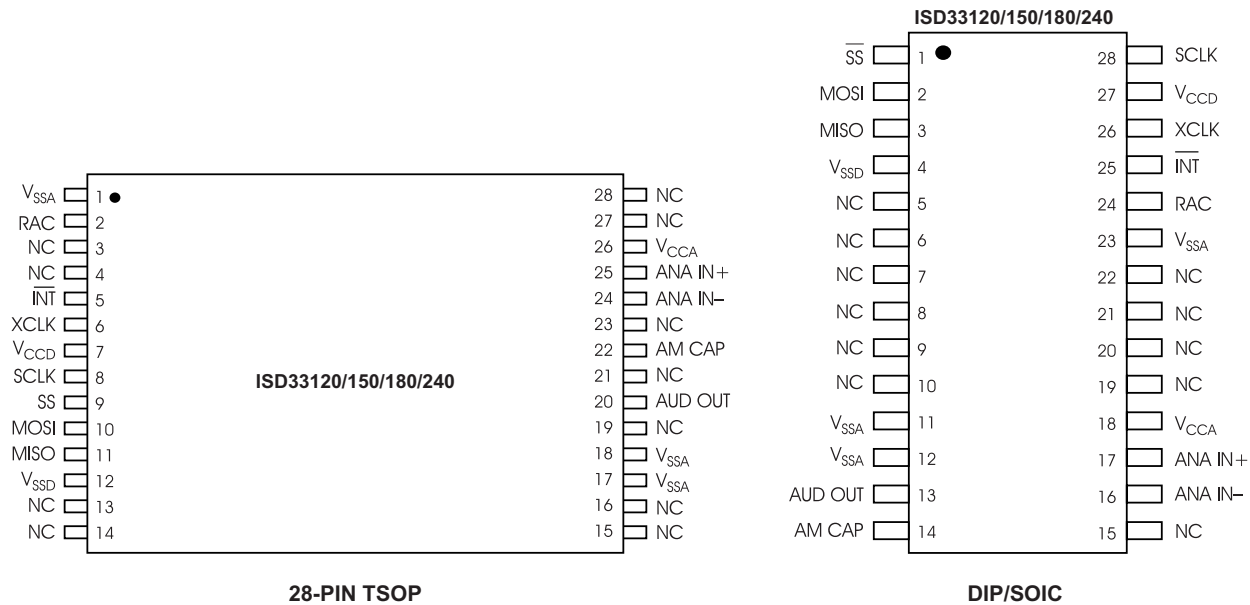 ISD33120/150/180/240
V_SSA 1 28 NC
RAC 2 27 NC
NC 3 26 V_CCA
NC 4 25 ANA IN+
I̅N̅T̅ 5 24 ANA IN–
XCLK 6 23 NC
V_CCD 7 22 AM CAP
SCLK 8 21 NC
SS 9 20 AUD OUT
MOSI 10 19 NC
MISO 11 18 V_SSA
V_SSD 12 17 V_SSA
NC 13 16 NC
NC 14 15 NC
28-PIN TSOP
ISD33120/150/180/240
S̅S̅ 1 28 SCLK
MOSI 2 27 V_CCD
MISO 3 26 XCLK
V_SSD 4 25 I̅N̅T̅
NC 5 24 RAC
NC 6 23 V_SSA
NC 7 22 NC
NC 8 21 NC
NC 9 20 NC
NC 10 19 NC
V_SSA 11 18 V_CCA
V_SSA 12 17 ANA IN+
AUD OUT 13 16 ANA IN–
AM CAP 14 15 NC
DIP/SOIC